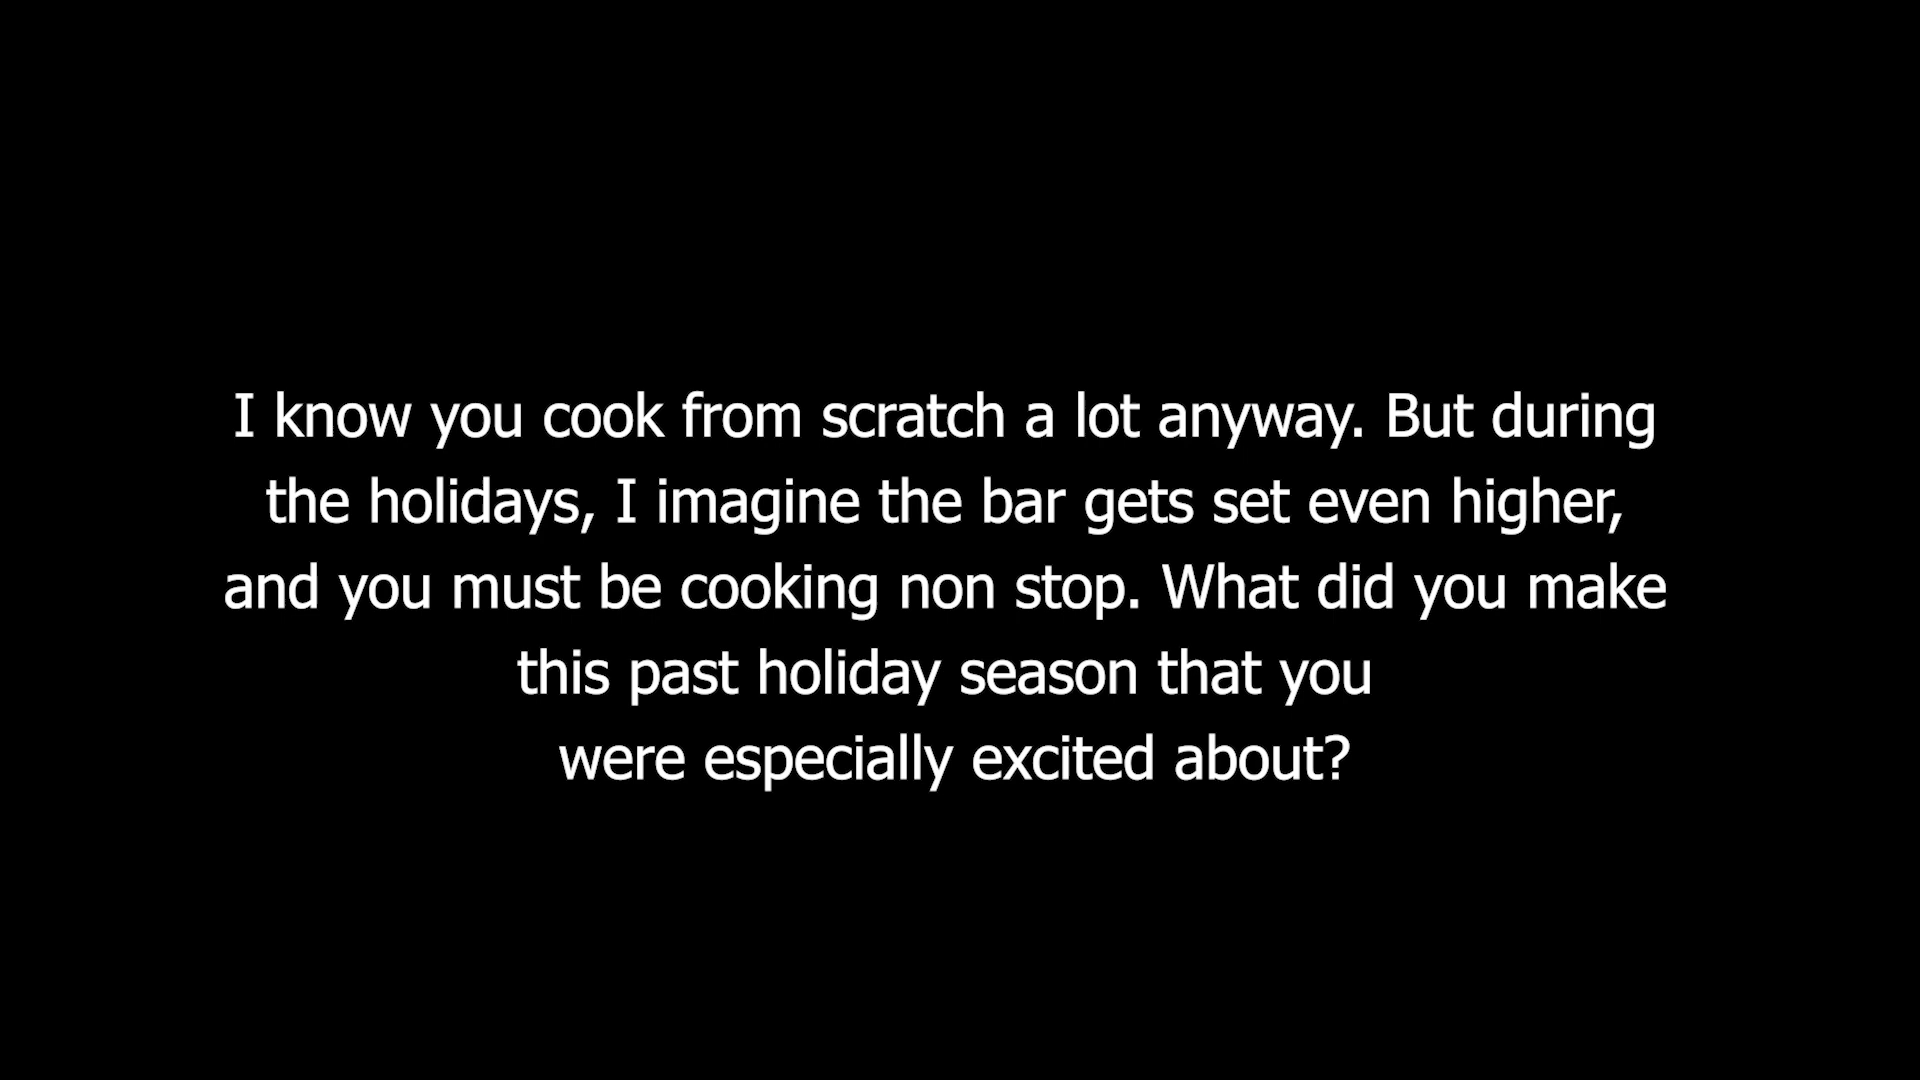 I know you cook from scratch a lot anyway. But during
the holidays, I imagine the bar gets set even higher,
and you must be cooking non stop. What did you make
this past holiday season that you
were especially excited about?